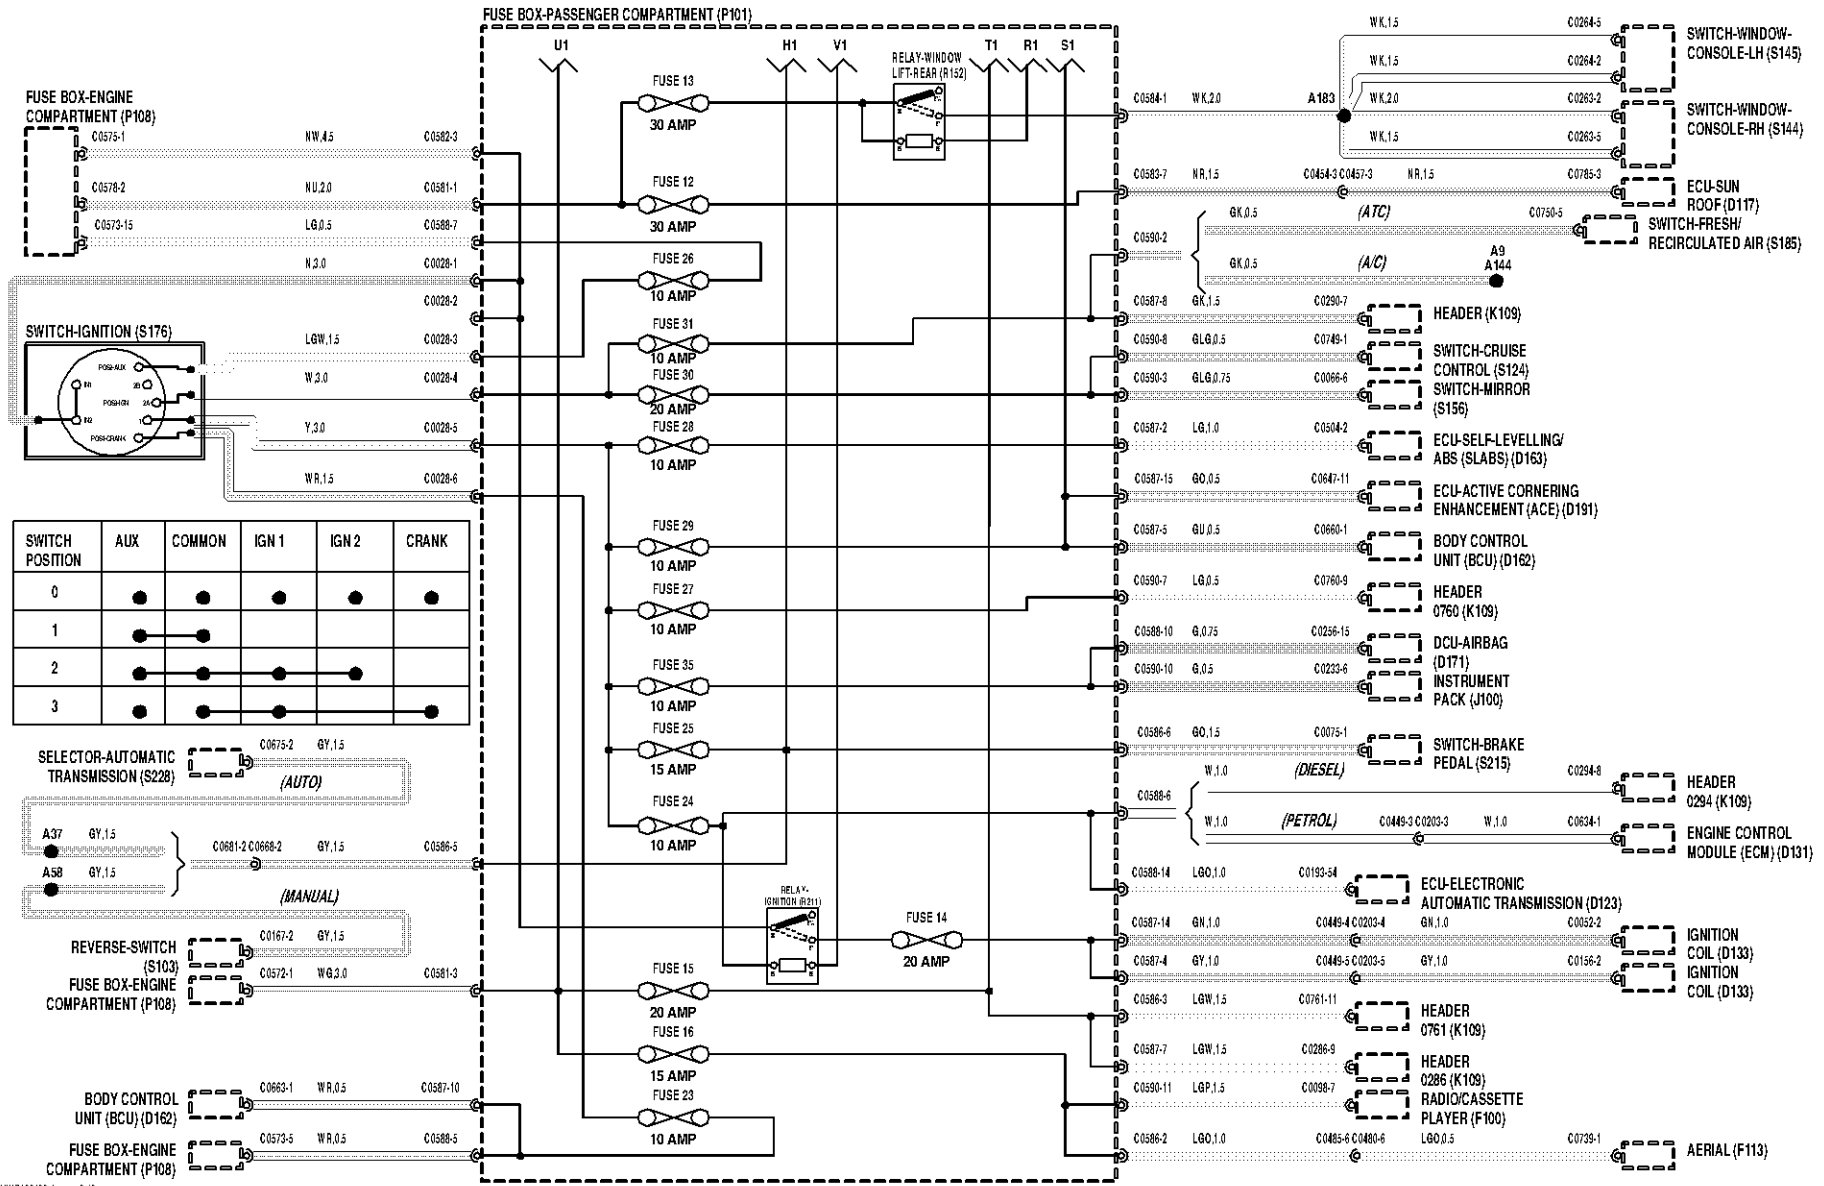 FUSE BOX-PASSENGER COMPARTMENT (P101)
U1
H1
V1
T1
R1
S1
RELAY-WINDOW
LIFT-REAR (R152)
FUSE 13
30 AMP
FUSE 12
30 AMP
FUSE 26
10 AMP
FUSE 31
10 AMP
FUSE 30
20 AMP
FUSE 28
10 AMP
FUSE 29
10 AMP
FUSE 27
10 AMP
FUSE 35
10 AMP
FUSE 25
15 AMP
FUSE 24
10 AMP
RELAY-
IGNITION (R211)
FUSE 14
20 AMP
FUSE 15
20 AMP
FUSE 16
15 AMP
FUSE 23
10 AMP
FUSE BOX-ENGINE
COMPARTMENT (P108)
C0575-1 NW,4.5 C0582-3
C0578-2 NU,2.0 C0581-1
C0573-15 LG,0.5 C0588-7
N,3.0 C0028-1
C0028-2
SWITCH-IGNITION (S176)
LGW,1.5 C0028-3
W,3.0 C0028-4
Y,3.0 C0028-5
WR,1.5 C0028-6
POSI-AUX
IN1
2B
POSI-IGN
2A
IN2
1
POSI-CRANK
SWITCH
POSITION
AUX COMMON IGN 1 IGN 2 CRANK
0
1
2
3
SELECTOR-AUTOMATIC
TRANSMISSION (S228)
C0675-2 GY,1.5
(AUTO)
A37 GY,1.5
C0681-2 C0668-2 GY,1.5 C0586-5
A58 GY,1.5
(MANUAL)
REVERSE-SWITCH
(S103)
C0167-2 GY,1.5
FUSE BOX-ENGINE
COMPARTMENT (P108)
C0572-1 WG,3.0 C0581-3
BODY CONTROL
UNIT (BCU) (D162)
C0663-1 WR,0.5 C0587-10
FUSE BOX-ENGINE
COMPARTMENT (P108)
C0573-5 WR,0.5 C0588-5
WK,1.5 C0264-5
SWITCH-WINDOW-
CONSOLE-LH (S145)
WK,1.5 C0264-2
C0584-1 WK,2.0 A183 WK,2.0 C0263-2
SWITCH-WINDOW-
CONSOLE-RH (S144)
WK,1.5 C0263-5
C0583-7 NR,1.5 C0454-3 C0457-3 NR,1.5 C0785-3
ECU-SUN
ROOF (D117)
GK,0.5 (ATC) C0750-5
SWITCH-FRESH/
RECIRCULATED AIR (S185)
C0590-2
GK,0.5 (A/C)
A9
A144
C0587-8 GK,1.5 C0290-7
HEADER (K109)
C0590-8 GLG,0.5 C0749-1
SWITCH-CRUISE
CONTROL (S124)
C0590-3 GLG,0.75 C0066-6
SWITCH-MIRROR
(S156)
C0587-2 LG,1.0 C0504-2
ECU-SELF-LEVELLING/
ABS (SLABS) (D163)
C0587-15 GO,0.5 C0647-11
ECU-ACTIVE CORNERING
ENHANCEMENT (ACE) (D191)
C0587-5 GU,0.5 C0660-1
BODY CONTROL
UNIT (BCU) (D162)
C0590-7 LG,0.5 C0760-9
HEADER
0760 (K109)
C0588-10 G,0.75 C0256-15
DCU-AIRBAG
(D171)
C0590-10 G,0.5 C0233-6
INSTRUMENT
PACK (J100)
C0586-6 GO,1.5 C0075-1
SWITCH-BRAKE
PEDAL (S215)
W,1.0 (DIESEL) C0294-8
HEADER
0294 (K109)
C0588-6
W,1.0 (PETROL) C0449-3 C0203-3 W,1.0 C0634-1
ENGINE CONTROL
MODULE (ECM) (D131)
C0588-14 LGO,1.0 C0193-54
ECU-ELECTRONIC
AUTOMATIC TRANSMISSION (D123)
C0587-14 GN,1.0 C0449-4 C0203-4 GN,1.0 C0052-2
IGNITION
COIL (D133)
C0587-4 GY,1.0 C0449-5 C0203-5 GY,1.0 C0156-2
IGNITION
COIL (D133)
C0586-3 LGW,1.5 C0761-11
HEADER
0761 (K109)
C0587-7 LGW,1.5 C0286-9
HEADER
0286 (K109)
C0590-11 LGP,1.5 C0098-7
RADIO/CASSETTE
PLAYER (F100)
C0586-2 LGO,1.0 C0485-6 C0480-6 LGO,0.5 C0739-1
AERIAL (F113)